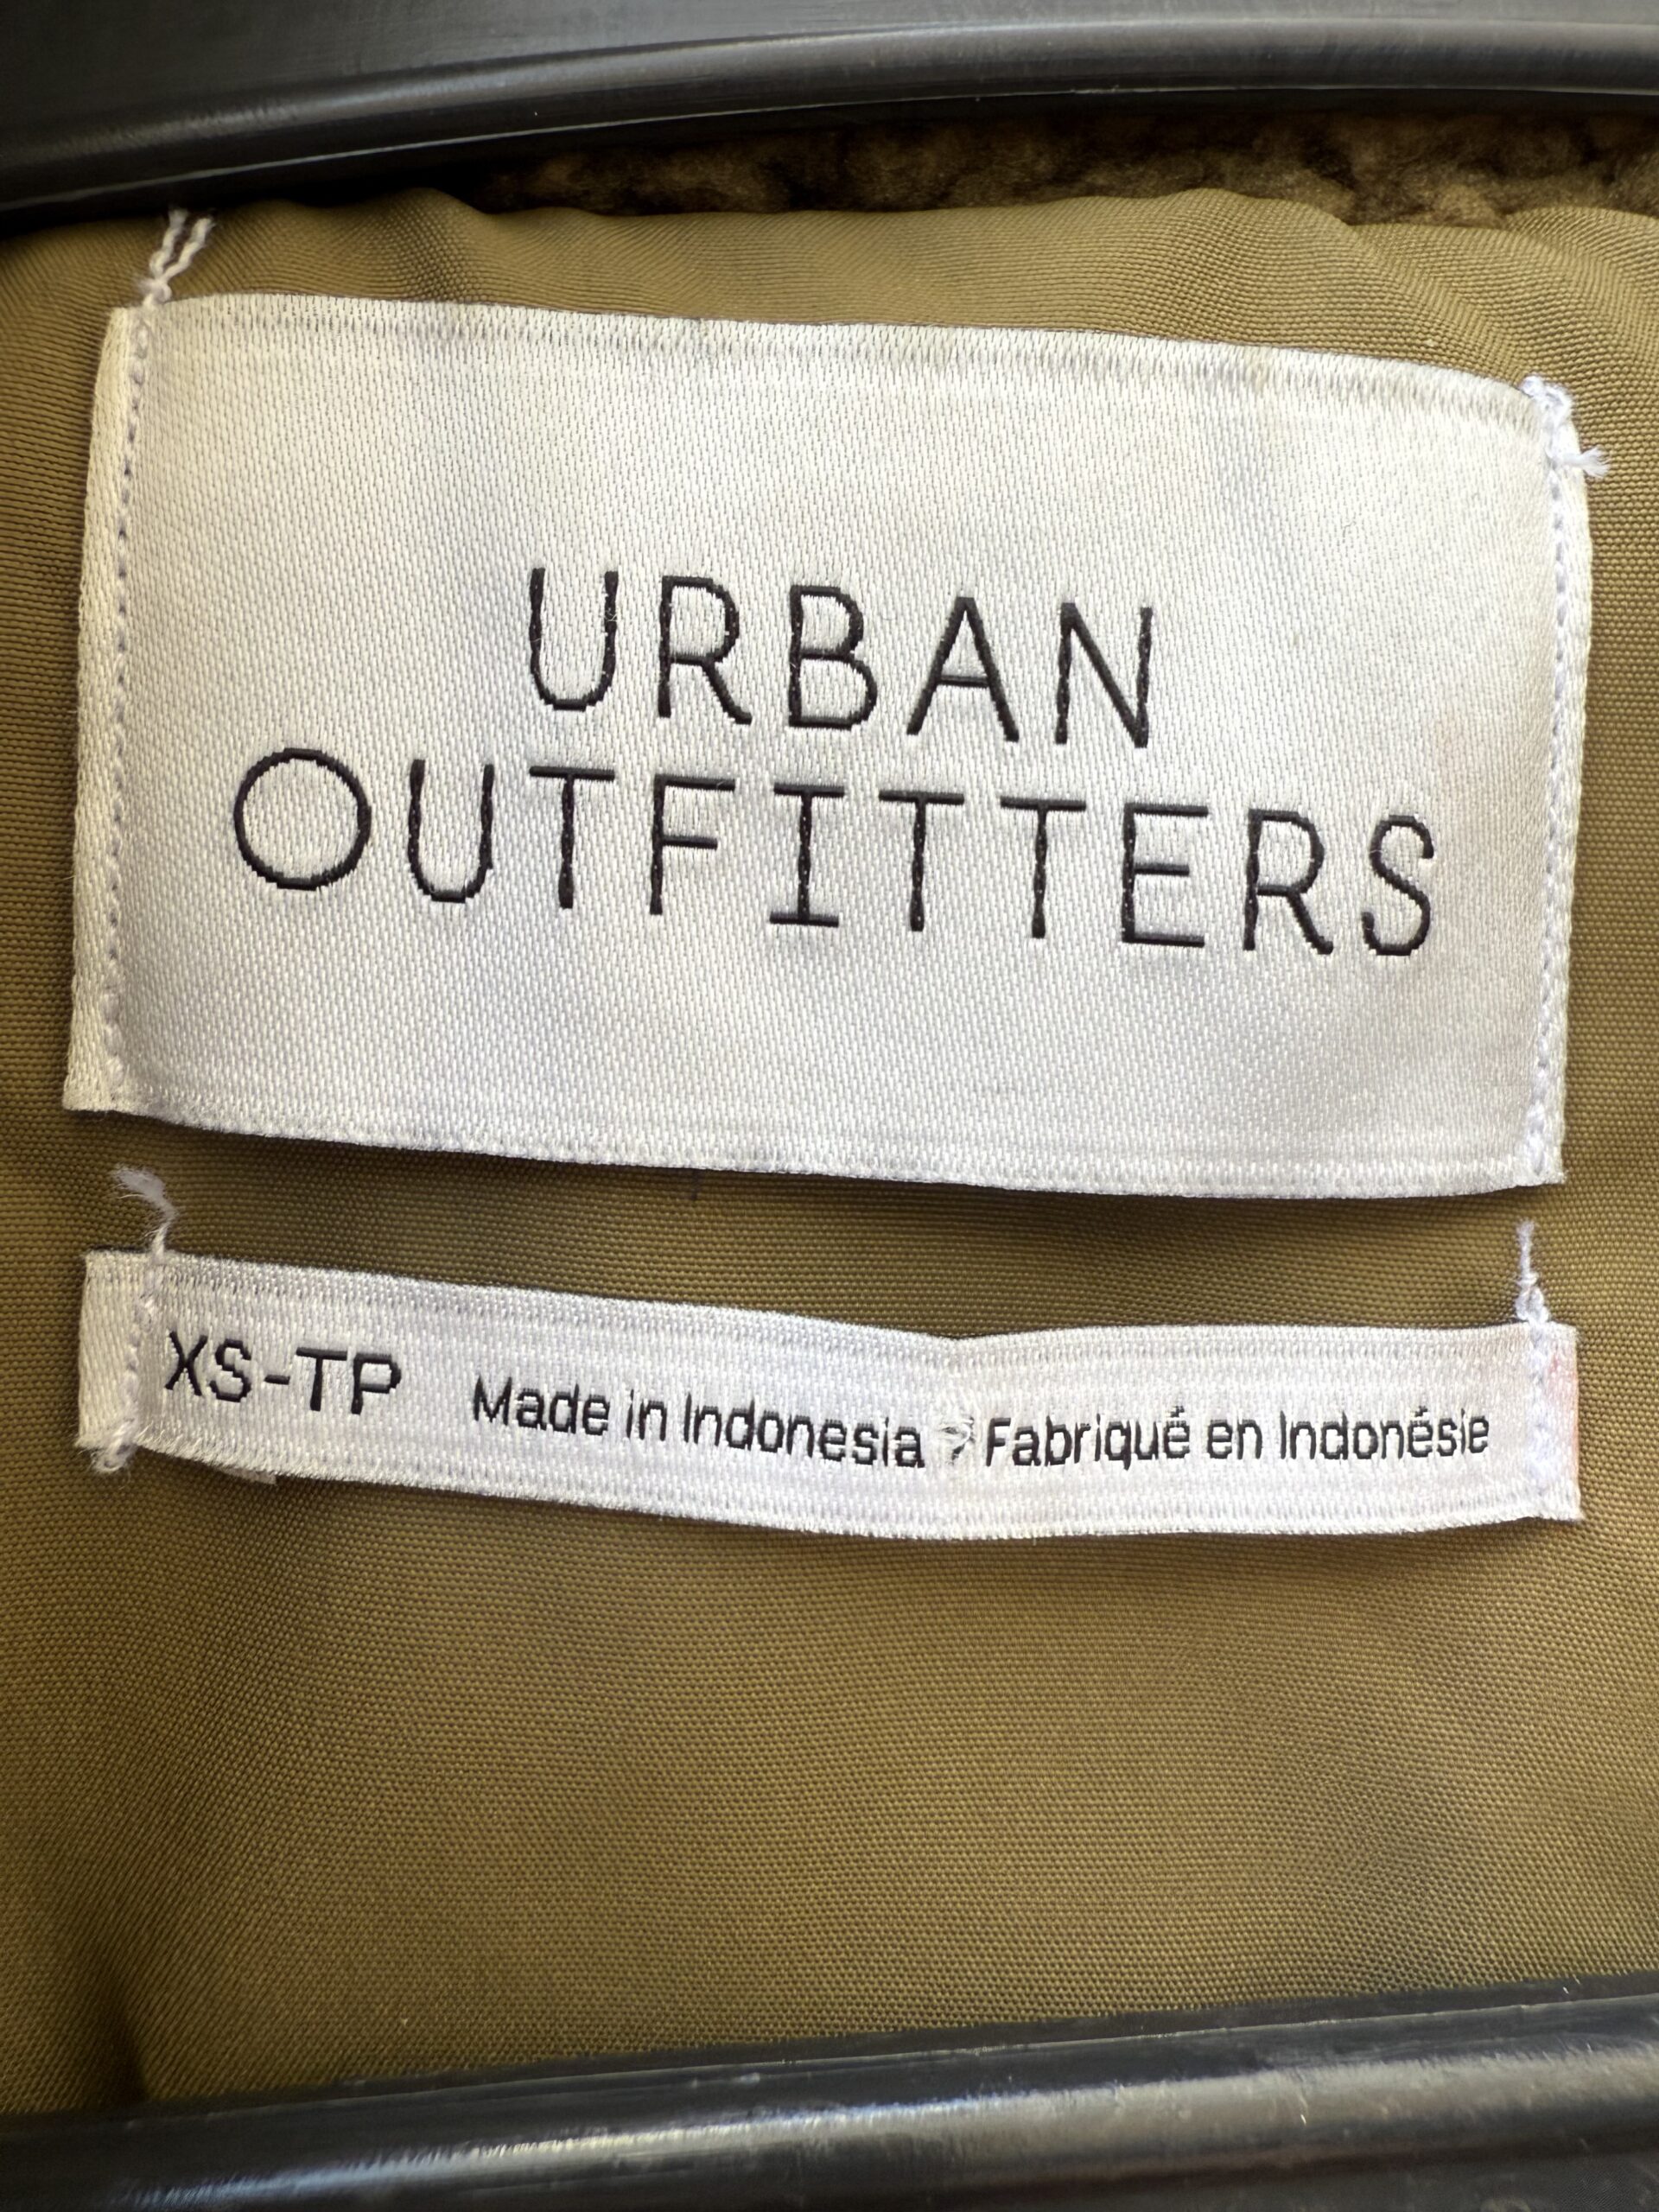 URBAN
OUTFITTERS
XS-TP Made in Indonesia Fabriqué en Indonésie